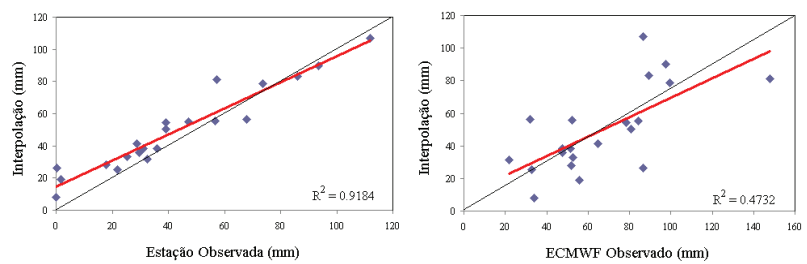 120
100
80
60
40
20
0
Interpolação (mm)
R² = 0.9184
0 20 40 60 80 100 120
Estação Observada (mm)
120
100
80
60
40
20
0
Interpolação (mm)
R² = 0.4732
0 20 40 60 80 100 120 140 160
ECMWF Observado (mm)